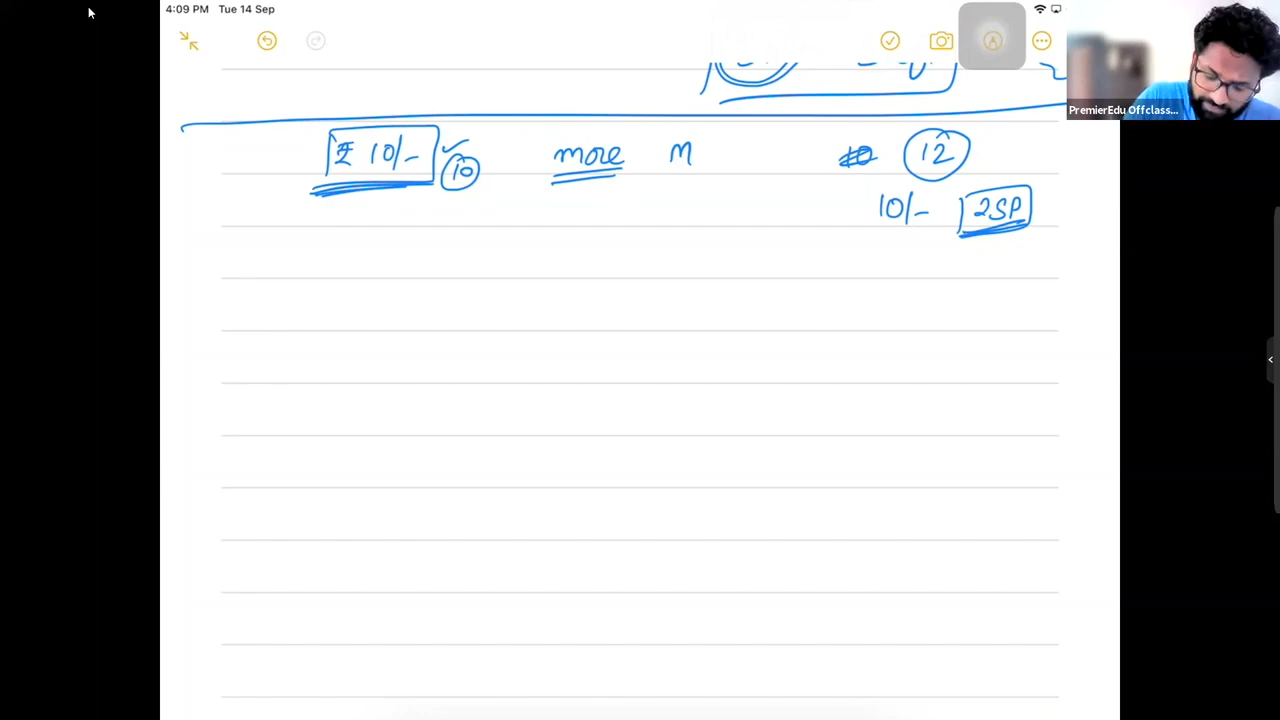 4:09 PM Tue 14 Sep
PremierEdu Offclass...
₹ 10/- 10 more M 12
10/- 2SP